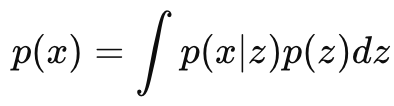 p(x) = ∫ p(x|z)p(z)dz